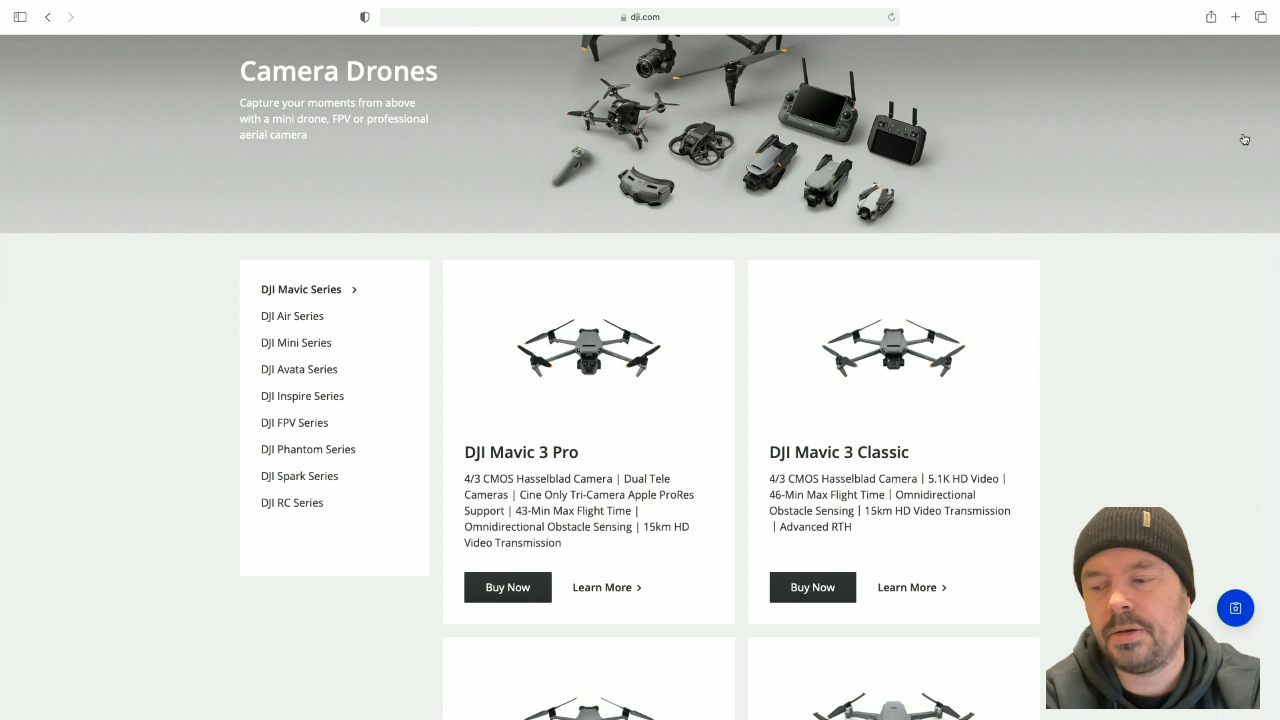 dji.com
Camera Drones
Capture your moments from above
with a mini drone, FPV or professional
aerial camera
DJI Mavic Series
DJI Air Series
DJI Mini Series
DJI Avata Series
DJI Inspire Series
DJI FPV Series
DJI Phantom Series
DJI Spark Series
DJI RC Series
DJI Mavic 3 Pro
4/3 CMOS Hasselblad Camera | Dual Tele
Cameras | Cine Only Tri-Camera Apple ProRes
Support | 43-Min Max Flight Time |
Omnidirectional Obstacle Sensing | 15km HD
Video Transmission
Buy Now
Learn More
DJI Mavic 3 Classic
4/3 CMOS Hasselblad Camera | 5.1K HD Video |
46-Min Max Flight Time | Omnidirectional
Obstacle Sensing | 15km HD Video Transmission
| Advanced RTH
Buy Now
Learn More